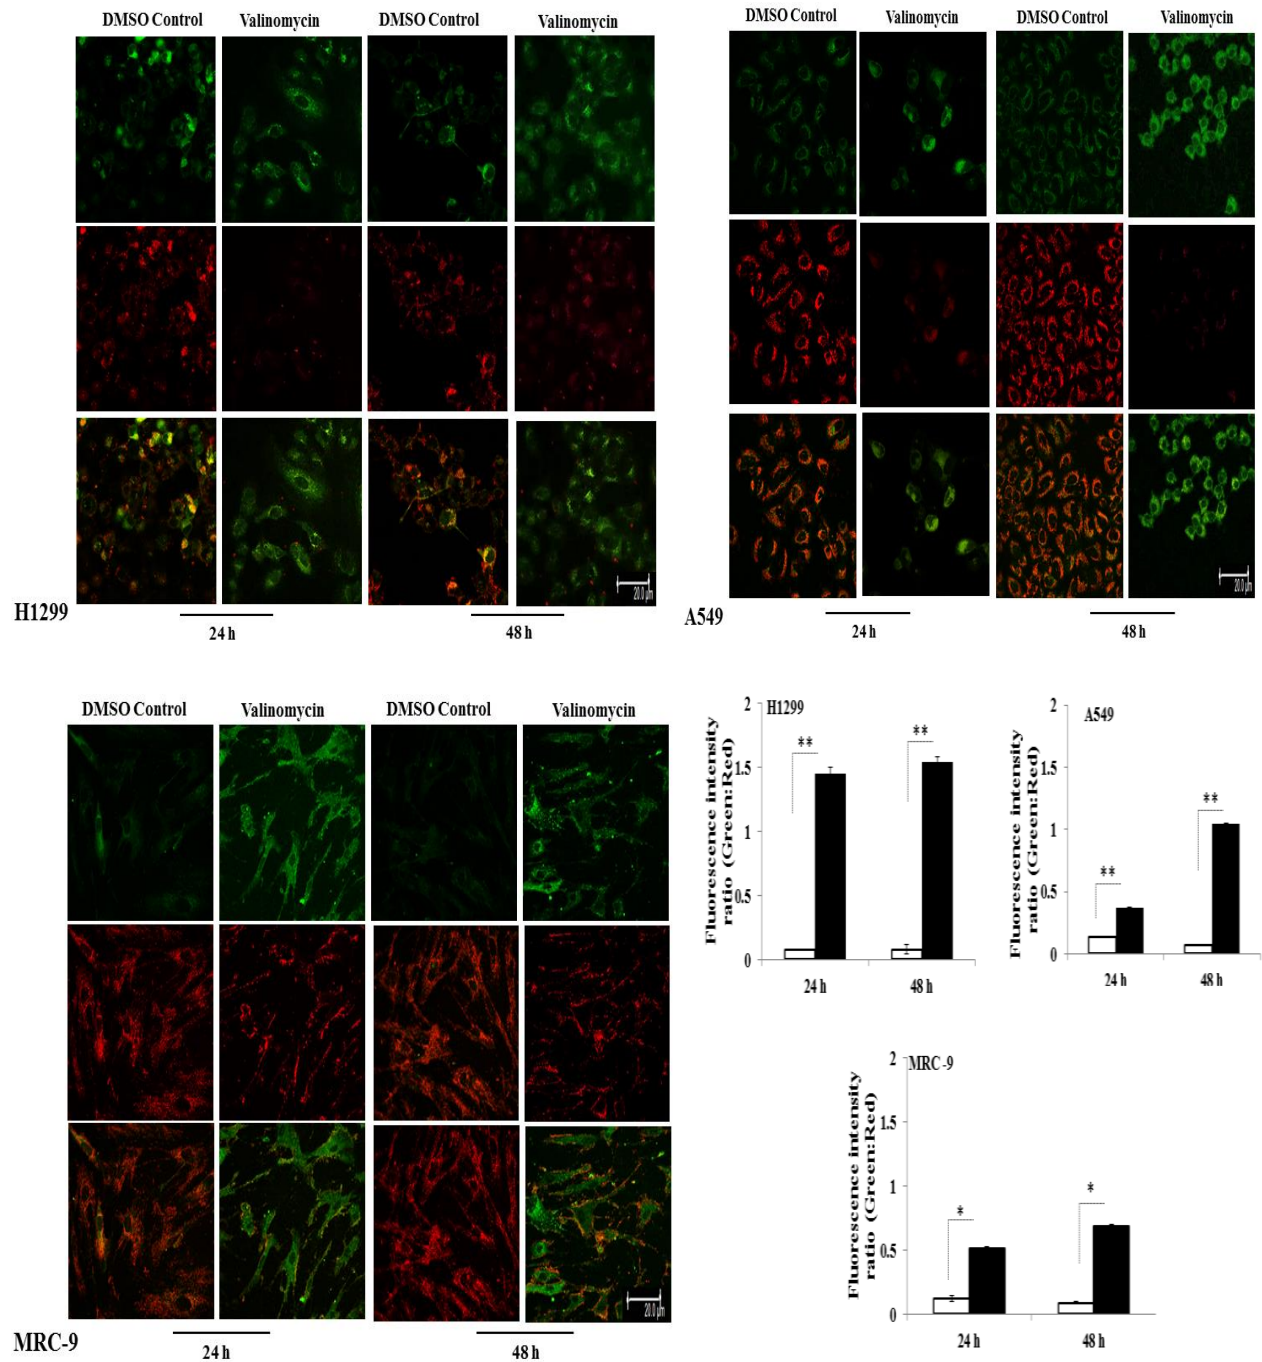 DMSO Control Valinomycin DMSO Control Valinomycin
20.0 µm
H1299
24 h 48 h
DMSO Control Valinomycin DMSO Control Valinomycin
20.0 µm
A549
24 h 48 h
DMSO Control Valinomycin DMSO Control Valinomycin
20.0 µm
MRC-9
24 h 48 h
H1299
Fluorescence intensity
ratio (Green:Red)
2
1.5
1
0.5
0
**
**
24 h 48 h
A549
Fluorescence intensity
ratio (Green:Red)
2
1.5
1
0.5
0
**
**
24 h 48 h
MRC-9
Fluorescence intensity
ratio (Green:Red)
2
1.5
1
0.5
0
*
*
24 h 48 h